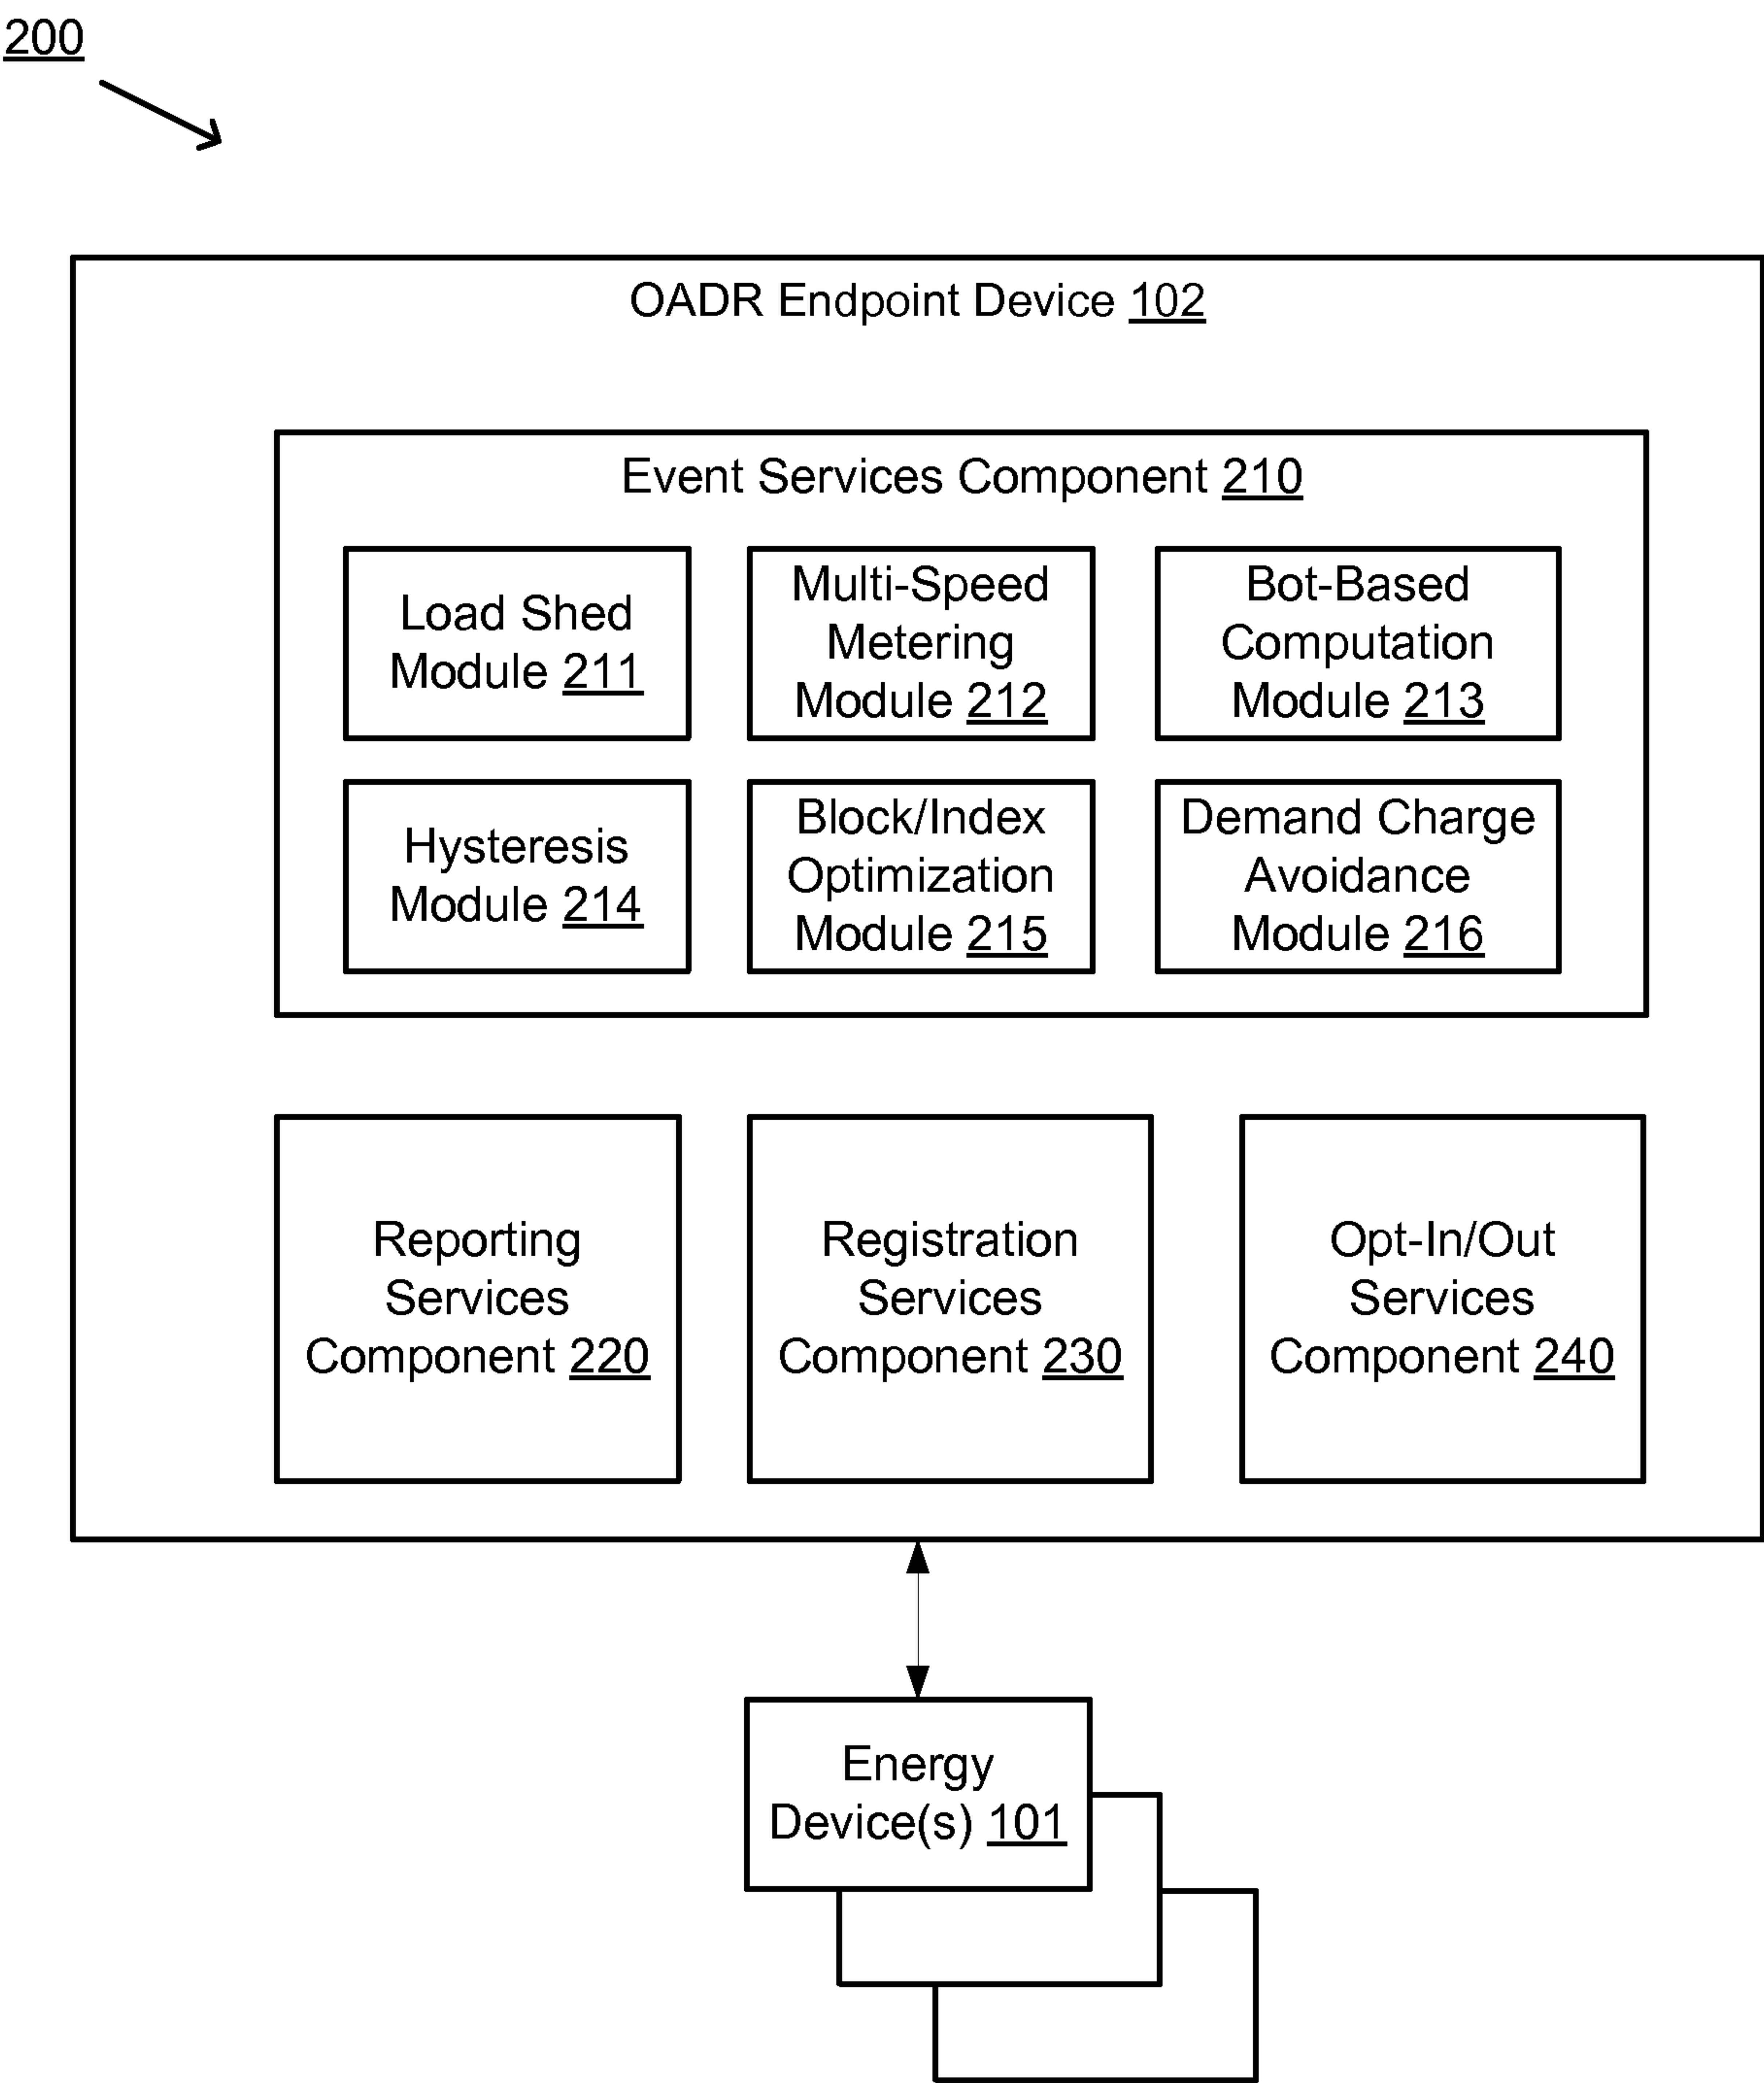 200
OADR Endpoint Device 102
Event Services Component 210
Load Shed
Module 211
Multi-Speed
Metering
Module 212
Bot-Based
Computation
Module 213
Hysteresis
Module 214
Block/Index
Optimization
Module 215
Demand Charge
Avoidance
Module 216
Reporting
Services
Component 220
Registration
Services
Component 230
Opt-In/Out
Services
Component 240
Energy
Device(s) 101